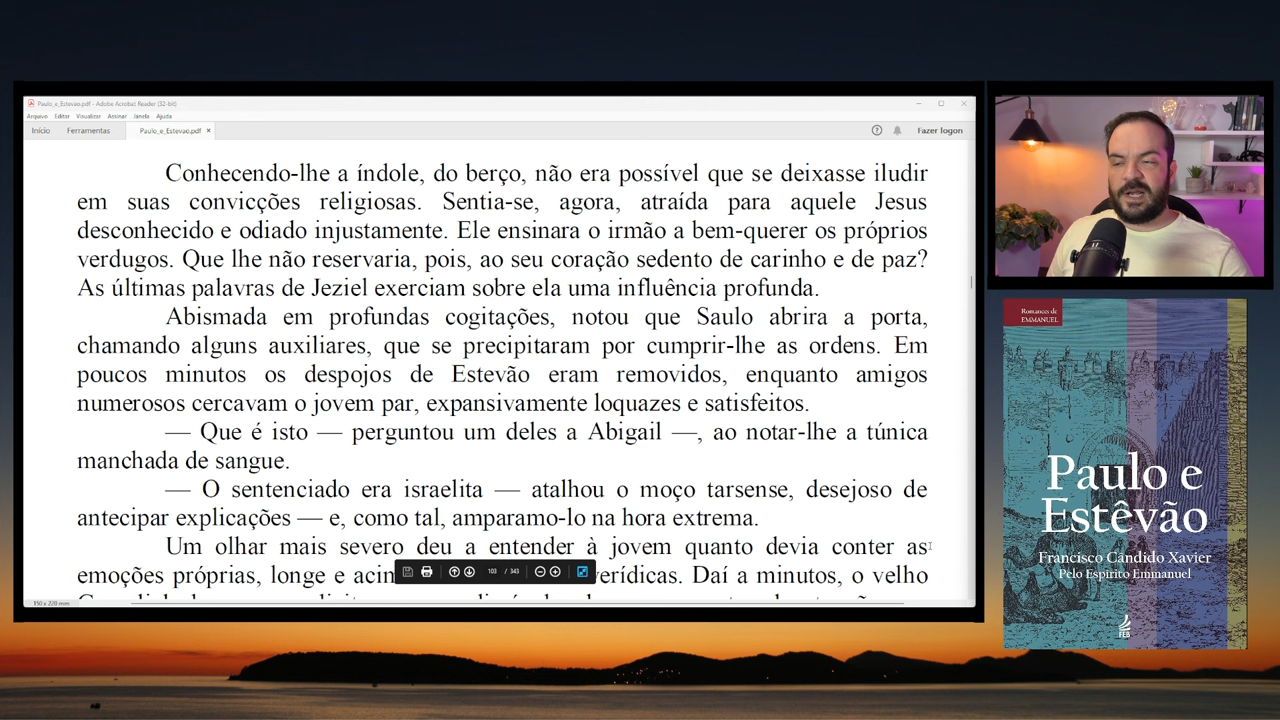 Paulo_e_Estevao.pdf - Adobe Acrobat Reader (32-bit)
Arquivo Editar Visualizar Assinar Janela Ajuda
Início Ferramentas Paulo_e_Estevao.pdf × Fazer logon
Conhecendo-lhe a índole, do berço, não era possível que se deixasse iludir
em suas convicções religiosas. Sentia-se, agora, atraída para aquele Jesus
desconhecido e odiado injustamente. Ele ensinara o irmão a bem-querer os próprios
verdugos. Que lhe não reservaria, pois, ao seu coração sedento de carinho e de paz?
As últimas palavras de Jeziel exerciam sobre ela uma influência profunda.
Abismada em profundas cogitações, notou que Saulo abrira a porta,
chamando alguns auxiliares, que se precipitaram por cumprir-lhe as ordens. Em
poucos minutos os despojos de Estevão eram removidos, enquanto amigos
numerosos cercavam o jovem par, expansivamente loquazes e satisfeitos.
— Que é isto — perguntou um deles a Abigail —, ao notar-lhe a túnica
manchada de sangue.
— O sentenciado era israelita — atalhou o moço tarsense, desejoso de
antecipar explicações — e, como tal, amparamo-lo na hora extrema.
Um olhar mais severo deu a entender à jovem quanto devia conter as
emoções próprias, longe e verídicas. Daí a minutos, o velho
103 / 343
150 x 220 mm
Romances de
EMMANUEL
Paulo e
Estêvão
Francisco Cândido Xavier
Pelo Espírito Emmanuel
FEB